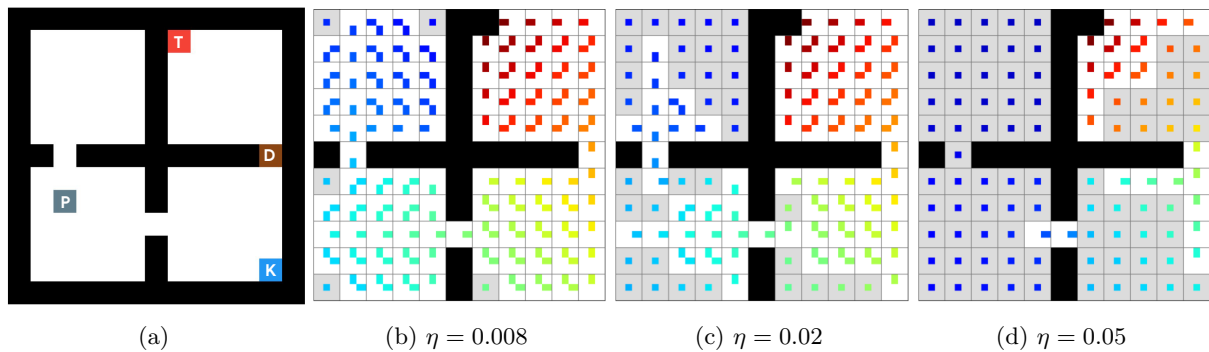 T
D
P
K
(a)
(b) η = 0.008
(c) η = 0.02
(d) η = 0.05